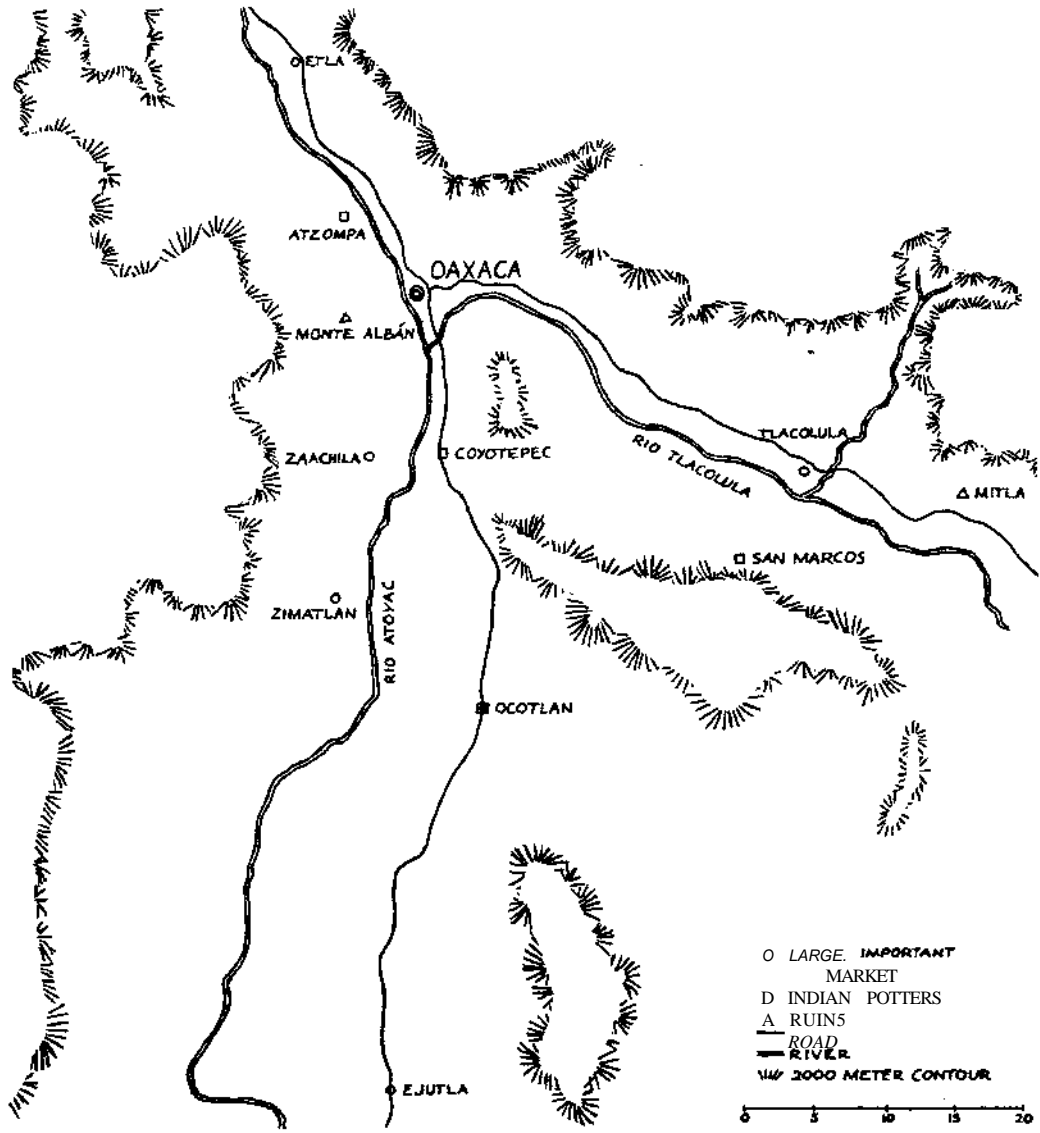 ETLA
ATZOMPA
OAXACA
MONTE ALBÁN
ZAACHILA
COYOTEPEC
TLACOLULA
RIO TLACOLULA
MITLA
SAN MARCOS
ZIMATLÁN
RIO ATOYAC
OCOTLAN
EJUTLA
O LARGE. IMPORTANT
MARKET
D INDIAN POTTERS
A RUIN5
ROAD
RIVER
2000 METER CONTOUR
0 5 10 15 20